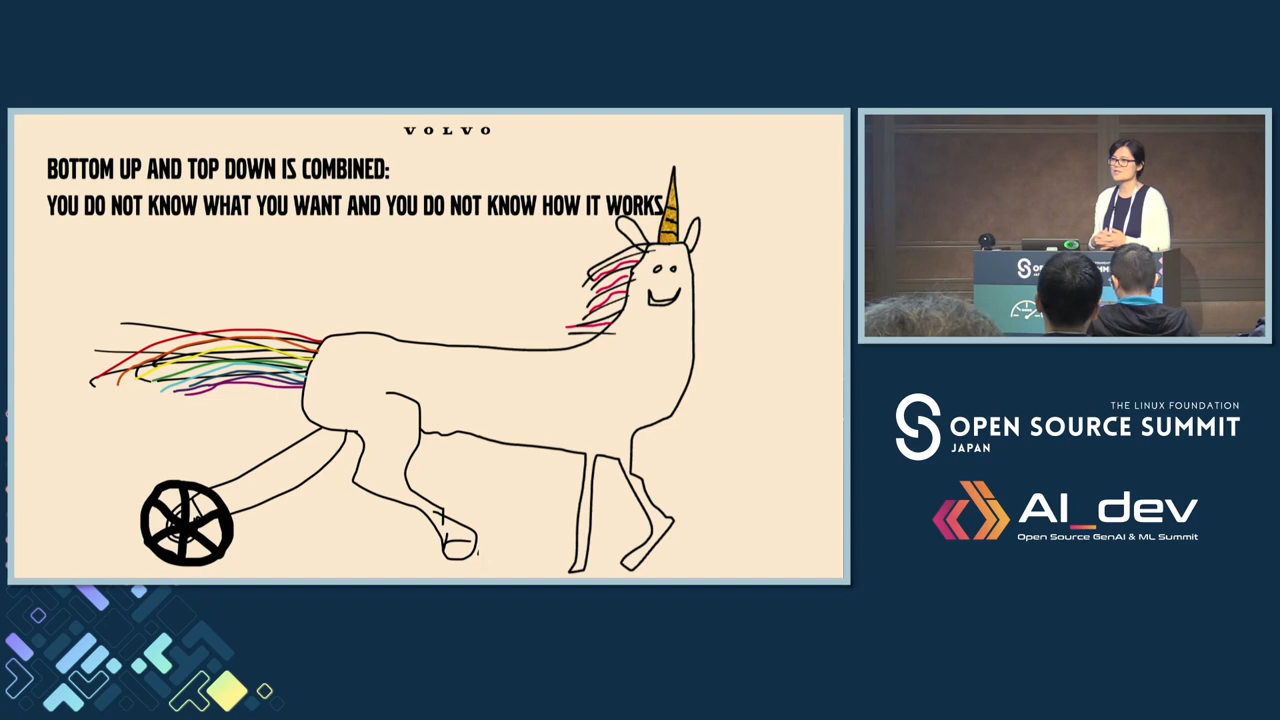 VOLVO
BOTTOM UP AND TOP DOWN IS COMBINED:
YOU DO NOT KNOW WHAT YOU WANT AND YOU DO NOT KNOW HOW IT WORKS
THE LINUX FOUNDATION
OPEN SOURCE SUMMIT
JAPAN
AI_dev
Open Source GenAI & ML Summit